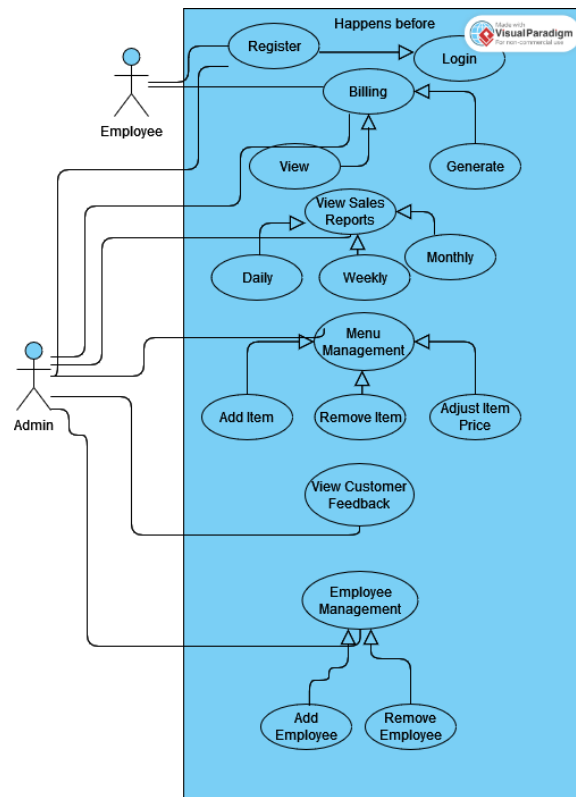 Happens before
Made with
VisualParadigm
For non-commercial use
Register
Login
Employee
Billing
View
Generate
View Sales
Reports
Daily
Weekly
Monthly
Menu
Management
Admin
Add Item
Remove Item
Adjust Item
Price
View Customer
Feedback
Employee
Management
Add
Employee
Remove
Employee